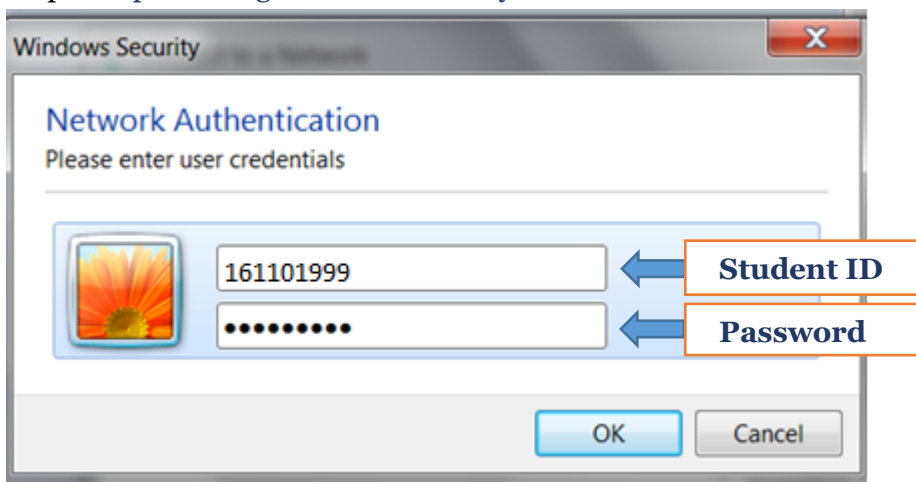 Windows Security
Network Authentication
Please enter user credentials
161101999
Student ID
•••••••••
Password
OK
Cancel